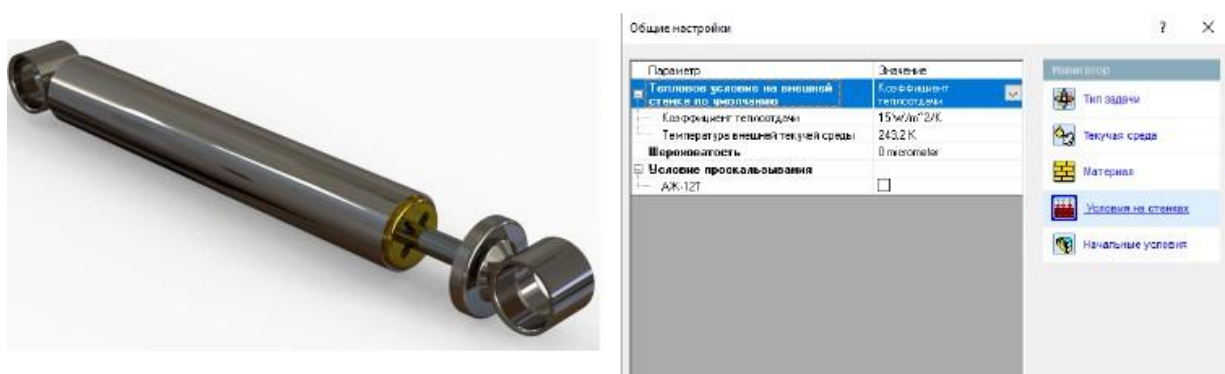 Общие настройки
Параметр Значение
Тепловое условие на внешней стенке по умолчанию Коэффициент теплоотдачи
Коэффициент теплоотдачи 15 W/m^2/K
Температура внешней текучей среды 243.2 K
Шероховатость 0 micrometer
Условие проскальзывания
АЖ-12Т
Навигатор
Тип задачи
Текучая среда
Материал
Условия на стенках
Начальные условия